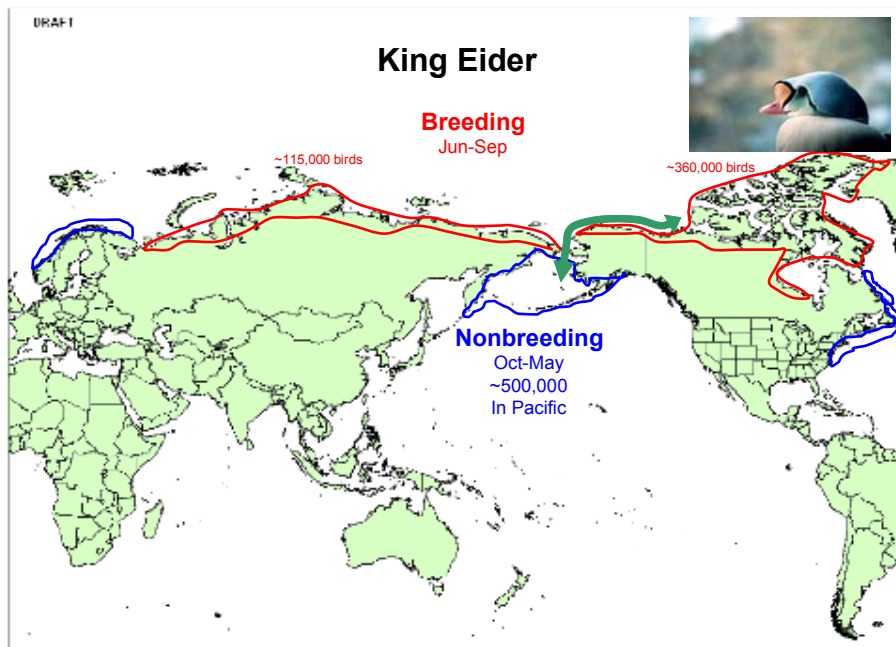 DRAFT
King Eider
Breeding
Jun-Sep
~115,000 birds
~360,000 birds
Nonbreeding
Oct-May
~500,000
In Pacific